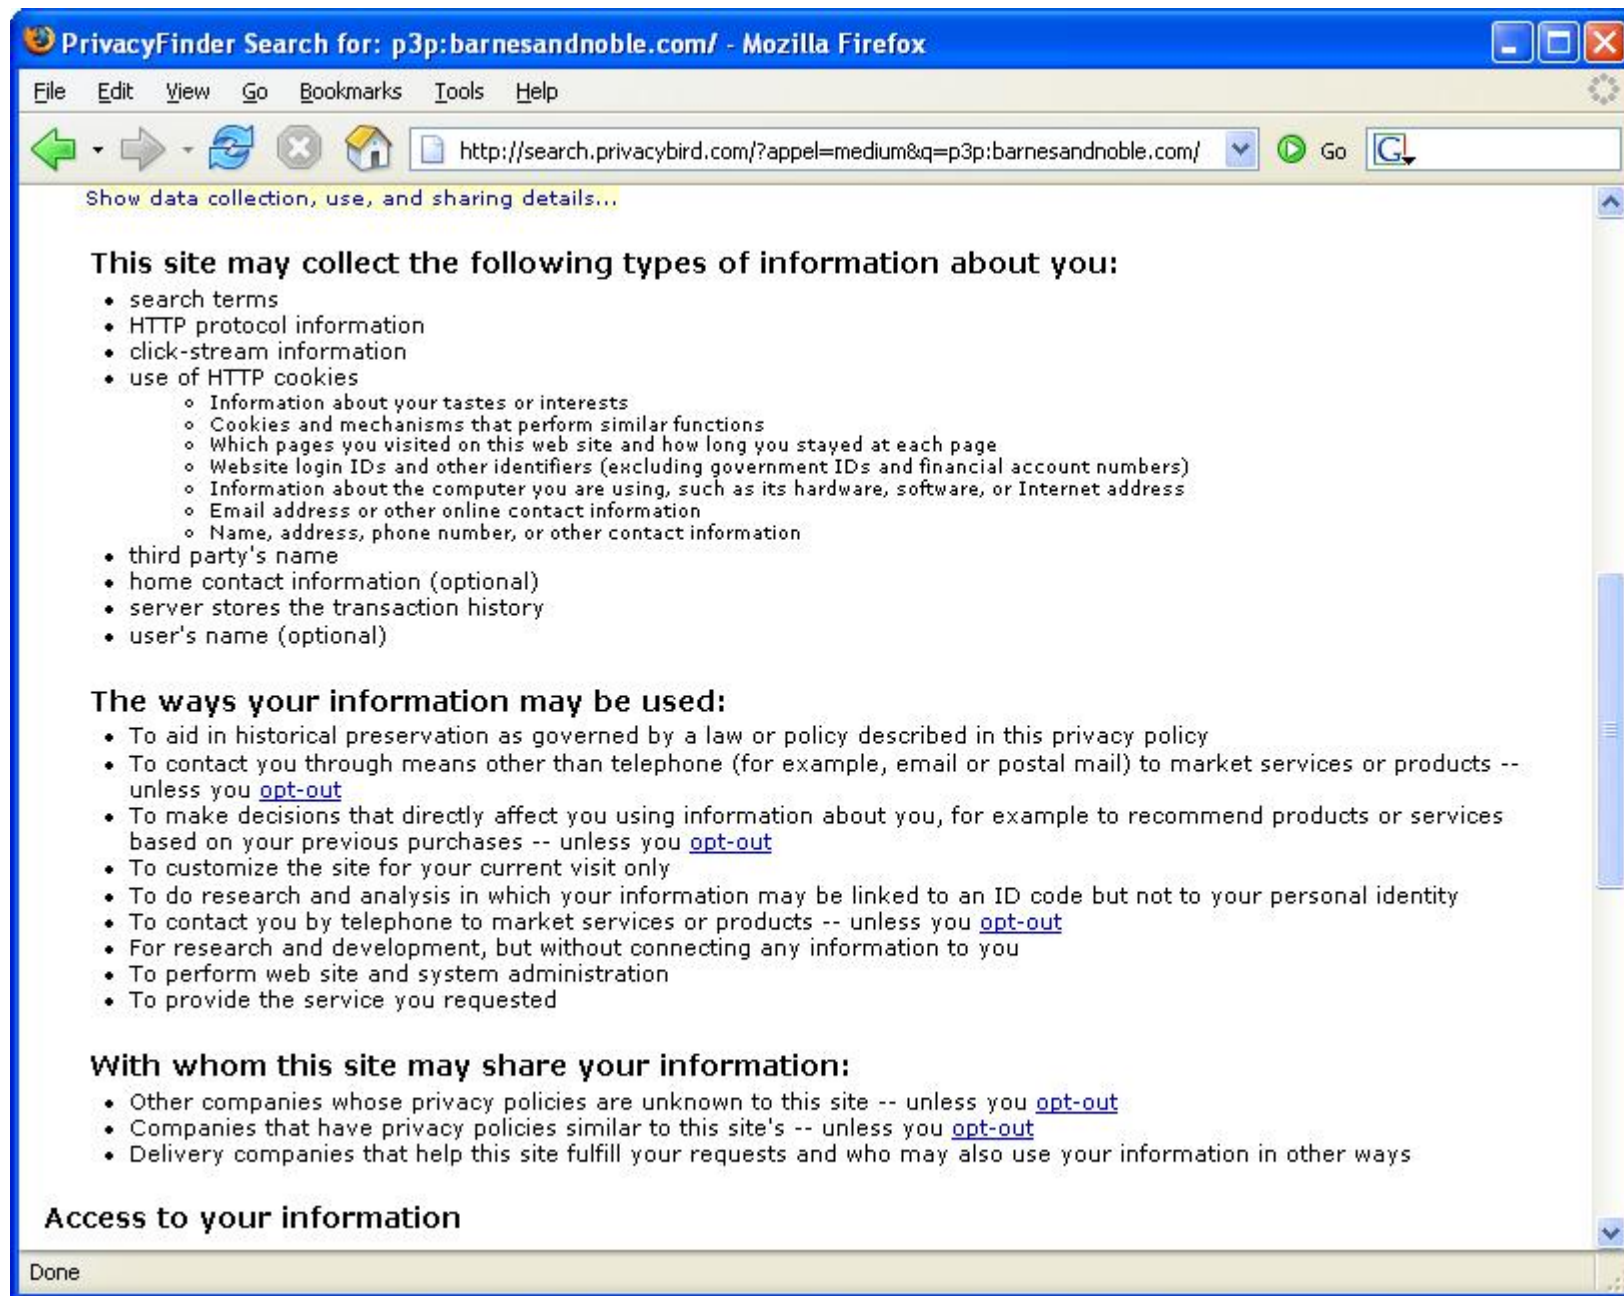 PrivacyFinder Search for: p3p:barnesandnoble.com/ - Mozilla Firefox
File Edit View Go Bookmarks Tools Help
http://search.privacybird.com/?appel=medium&q=p3p:barnesandnoble.com/ Go G
Show data collection, use, and sharing details...
This site may collect the following types of information about you:
• search terms
• HTTP protocol information
• click-stream information
• use of HTTP cookies
◦ Information about your tastes or interests
◦ Cookies and mechanisms that perform similar functions
◦ Which pages you visited on this web site and how long you stayed at each page
◦ Website login IDs and other identifiers (excluding government IDs and financial account numbers)
◦ Information about the computer you are using, such as its hardware, software, or Internet address
◦ Email address or other online contact information
◦ Name, address, phone number, or other contact information
• third party's name
• home contact information (optional)
• server stores the transaction history
• user's name (optional)
The ways your information may be used:
• To aid in historical preservation as governed by a law or policy described in this privacy policy
• To contact you through means other than telephone (for example, email or postal mail) to market services or products --
unless you opt-out
• To make decisions that directly affect you using information about you, for example to recommend products or services
based on your previous purchases -- unless you opt-out
• To customize the site for your current visit only
• To do research and analysis in which your information may be linked to an ID code but not to your personal identity
• To contact you by telephone to market services or products -- unless you opt-out
• For research and development, but without connecting any information to you
• To perform web site and system administration
• To provide the service you requested
With whom this site may share your information:
• Other companies whose privacy policies are unknown to this site -- unless you opt-out
• Companies that have privacy policies similar to this site's -- unless you opt-out
• Delivery companies that help this site fulfill your requests and who may also use your information in other ways
Access to your information
Done